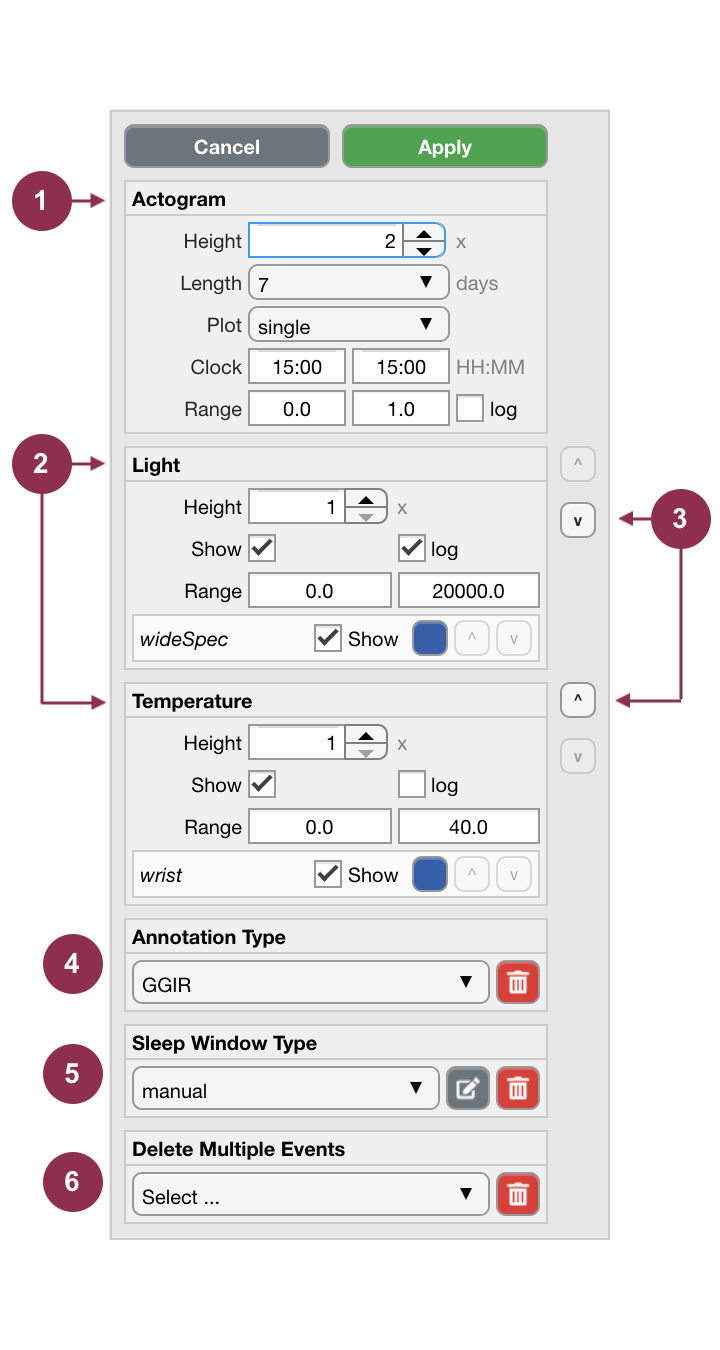 Cancel Apply
1 Actogram
Height 2 x
Length 7 days
Plot single
Clock 15:00 15:00 HH:MM
Range 0.0 1.0 log
2 Light ^
Height 1 x v 3
Show log
Range 0.0 20000.0
wideSpec Show ^ v
Temperature ^
Height 1 x v
Show log
Range 0.0 40.0
wrist Show ^ v
Annotation Type
4 GGIR
Sleep Window Type
5 manual
Delete Multiple Events
6 Select ...